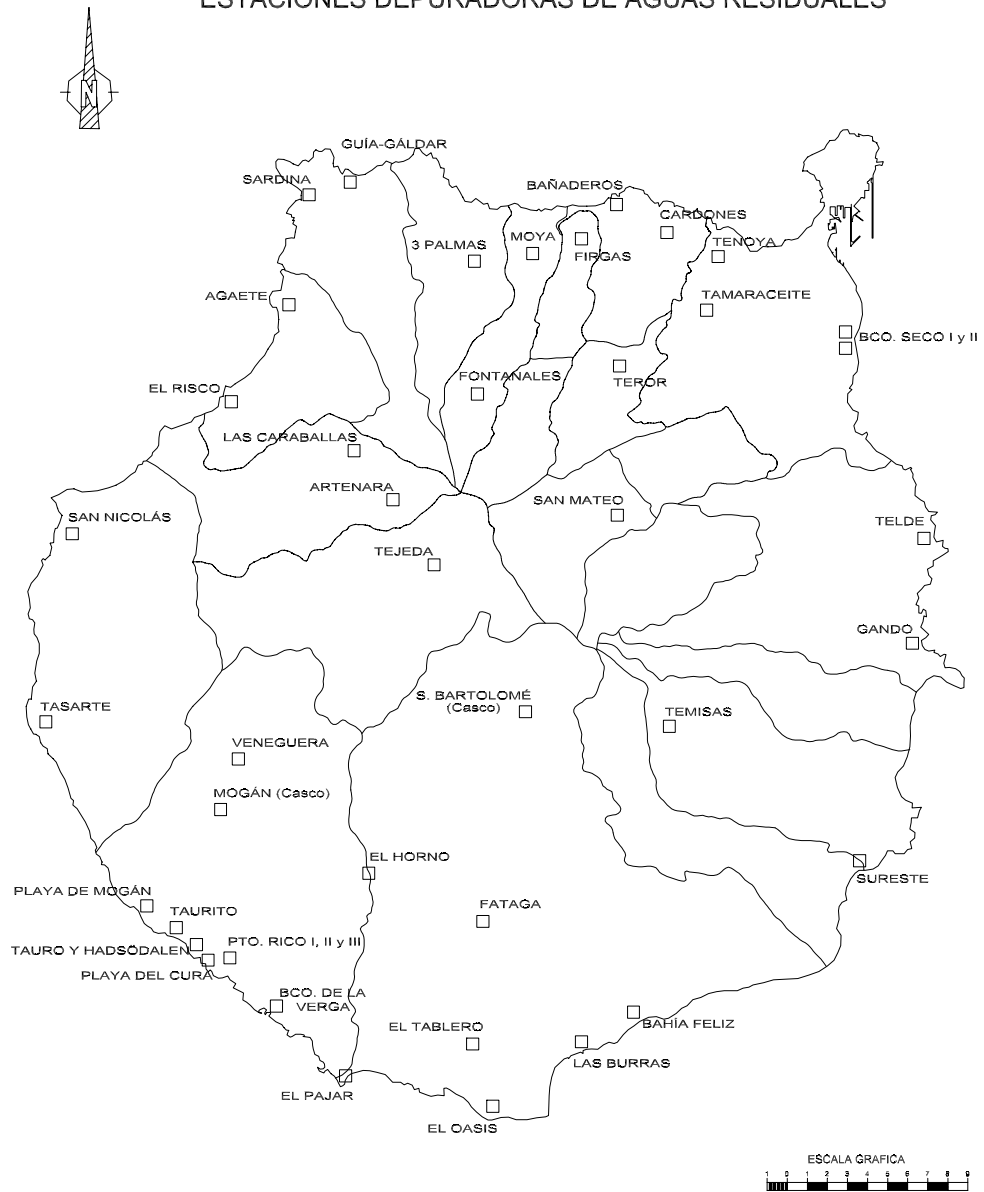 ESTACIONES DEPURADORAS DE AGUAS RESIDUALES
N
GUÍA-GÁLDAR
SARDINA
BAÑADEROS
CARDONES
3 PALMAS
MOYA
FIRGAS
TENOYA
AGAETE
TAMARACEITE
BCO. SECO I y II
EL RISCO
FONTANALES
TEROR
LAS CARABALLAS
ARTENARA
SAN MATEO
SAN NICOLÁS
TELDE
TEJEDA
GANDO
S. BARTOLOMÉ
(Casco)
TASARTE
TEMISAS
VENEGUERA
MOGÁN (Casco)
EL HORNO
SURESTE
PLAYA DE MOGÁN
TAURITO
FATAGA
TAURO Y HADSÖDALEN
PTO. RICO I, II y III
PLAYA DEL CURA
BCO. DE LA
VERGA
EL TABLERO
BAHÍA FELIZ
LAS BURRAS
EL PAJAR
EL OASIS
ESCALA GRAFICA
1 0 1 2 3 4 5 6 7 8 9